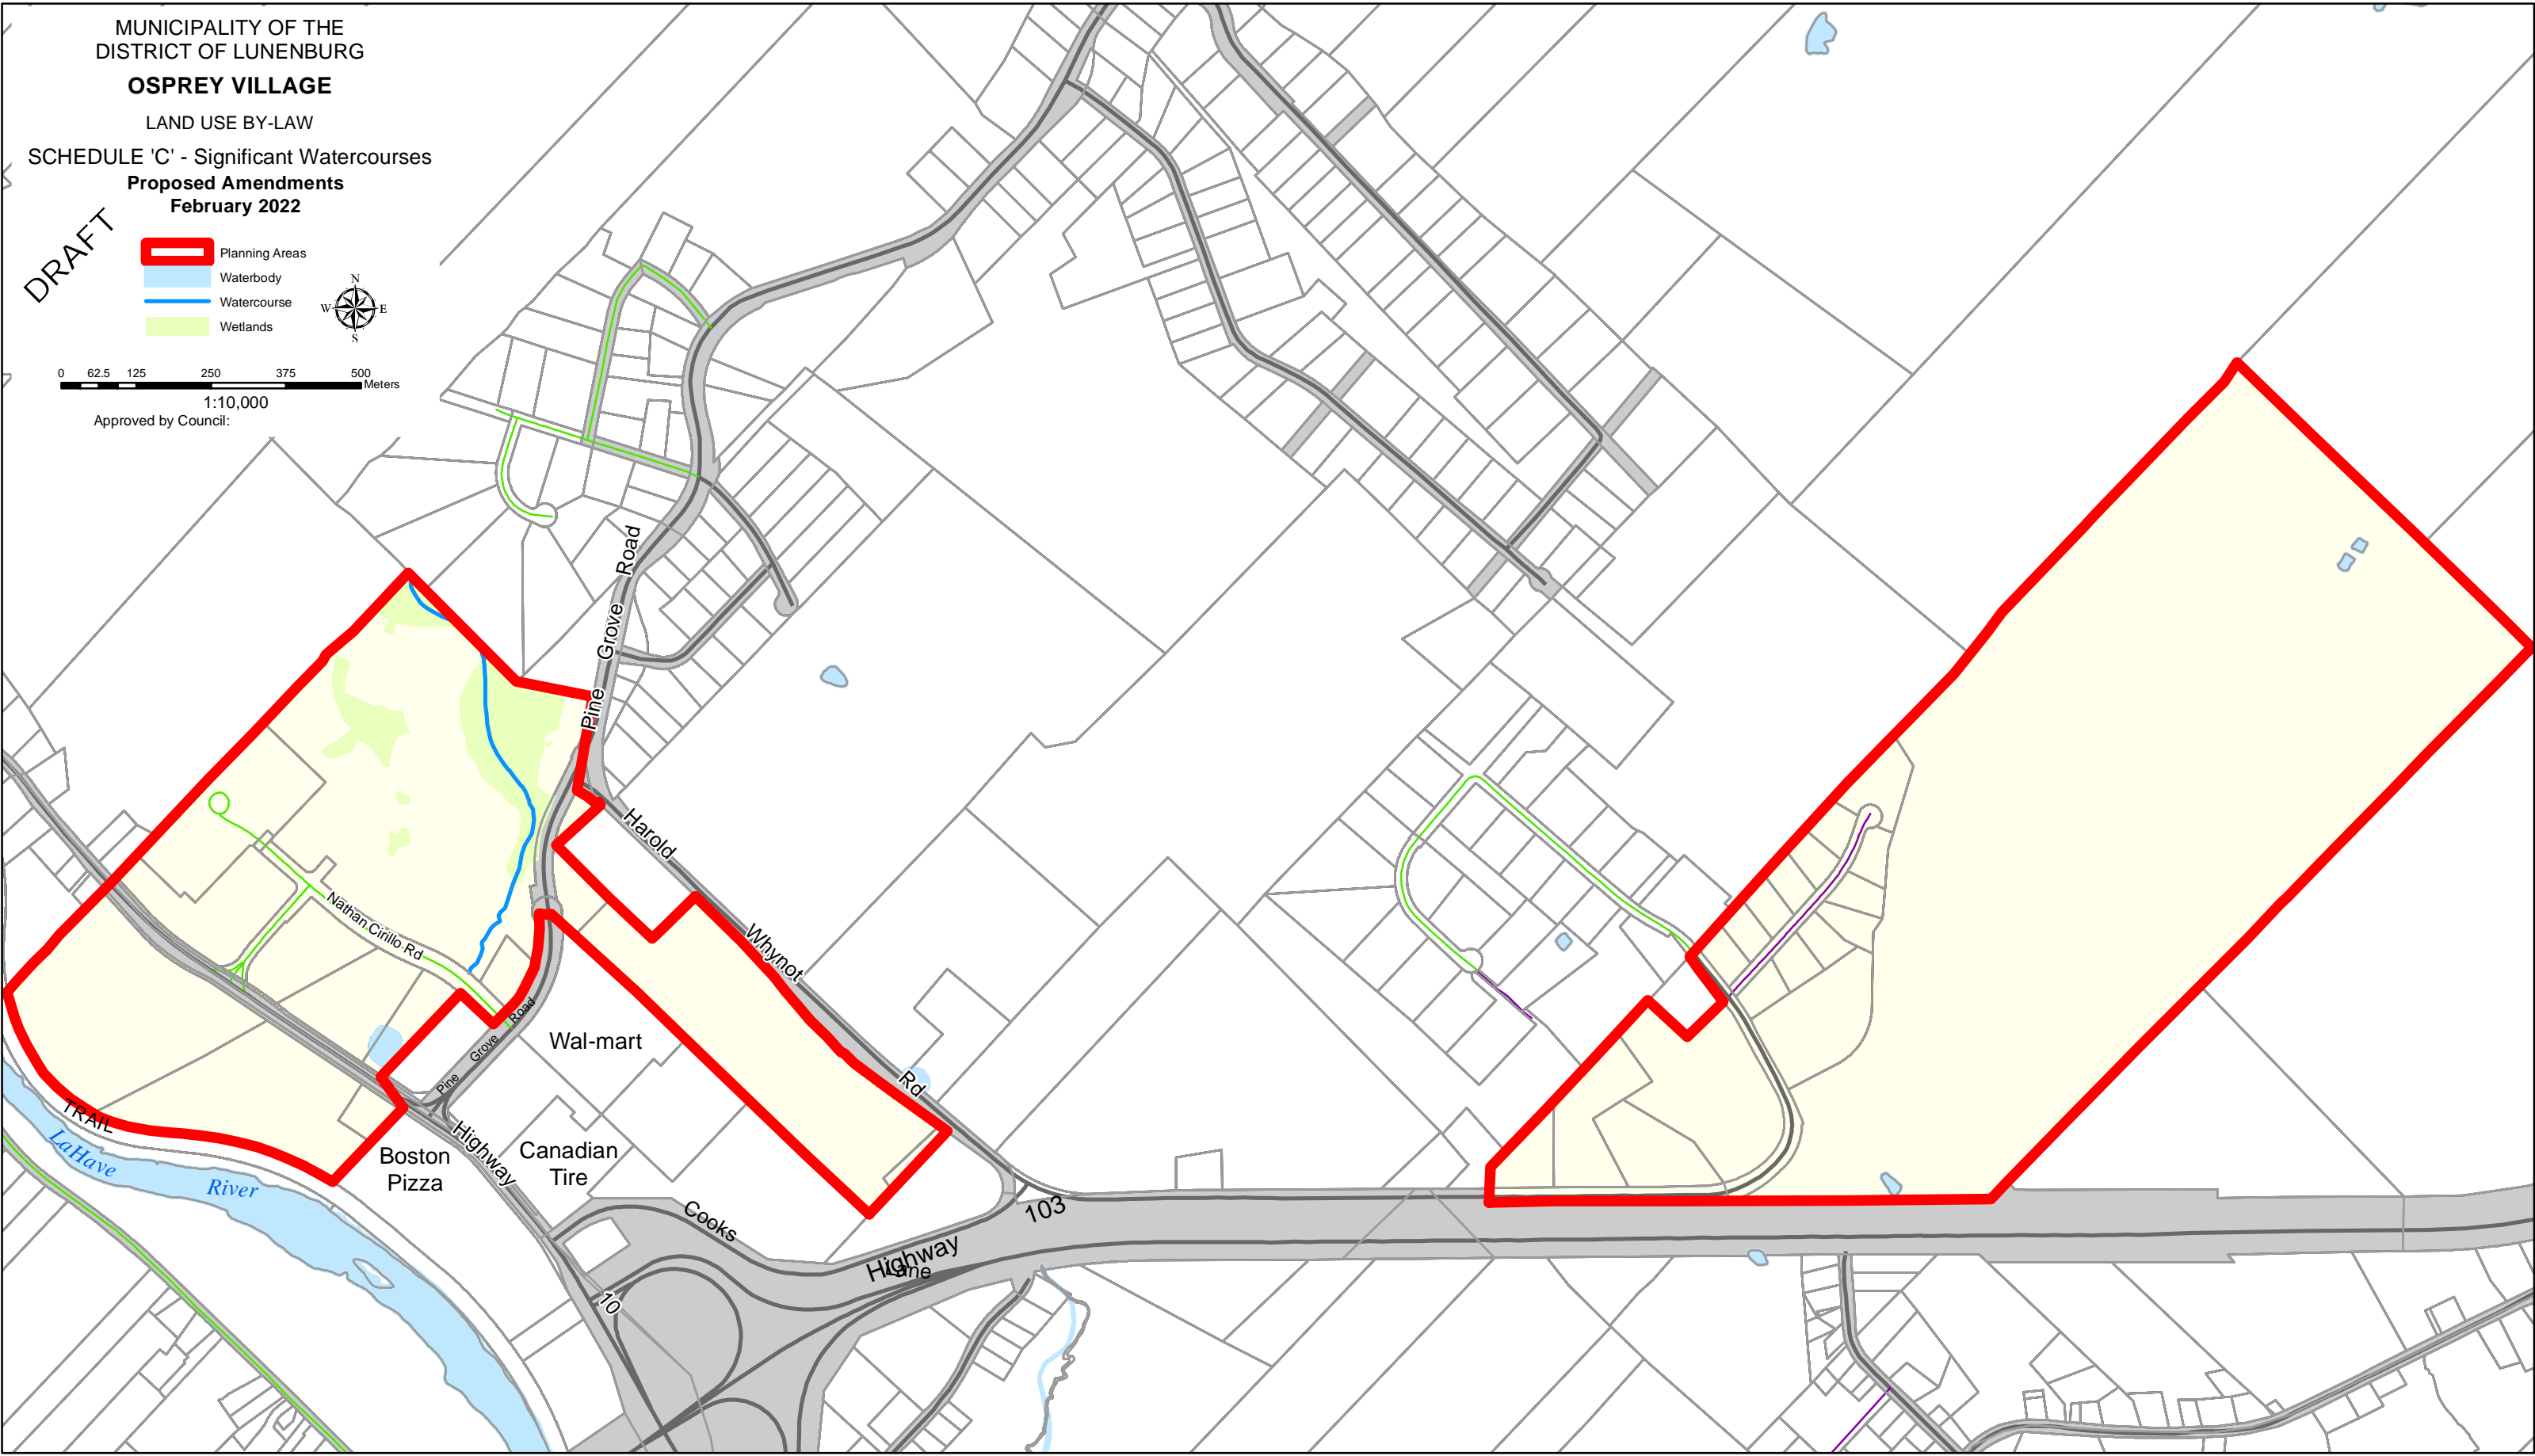 MUNICIPALITY OF THE
DISTRICT OF LUNENBURG
OSPREY VILLAGE
LAND USE BY-LAW
SCHEDULE 'C' - Significant Watercourses
Proposed Amendments
February 2022
DRAFT
Planning Areas
Waterbody
Watercourse
Wetlands
N
W E
S
0 62.5 125 250 375 500
Meters
1:10,000
Approved by Council:
Pine Grove Road
Harold Whynot Rd
Nathan Cirillo Rd
Pine Grove Road
Wal-mart
Canadian
Tire
Boston
Pizza
TRAIL
LaHave River
Highway 10
Cooks Lane
Highway 103